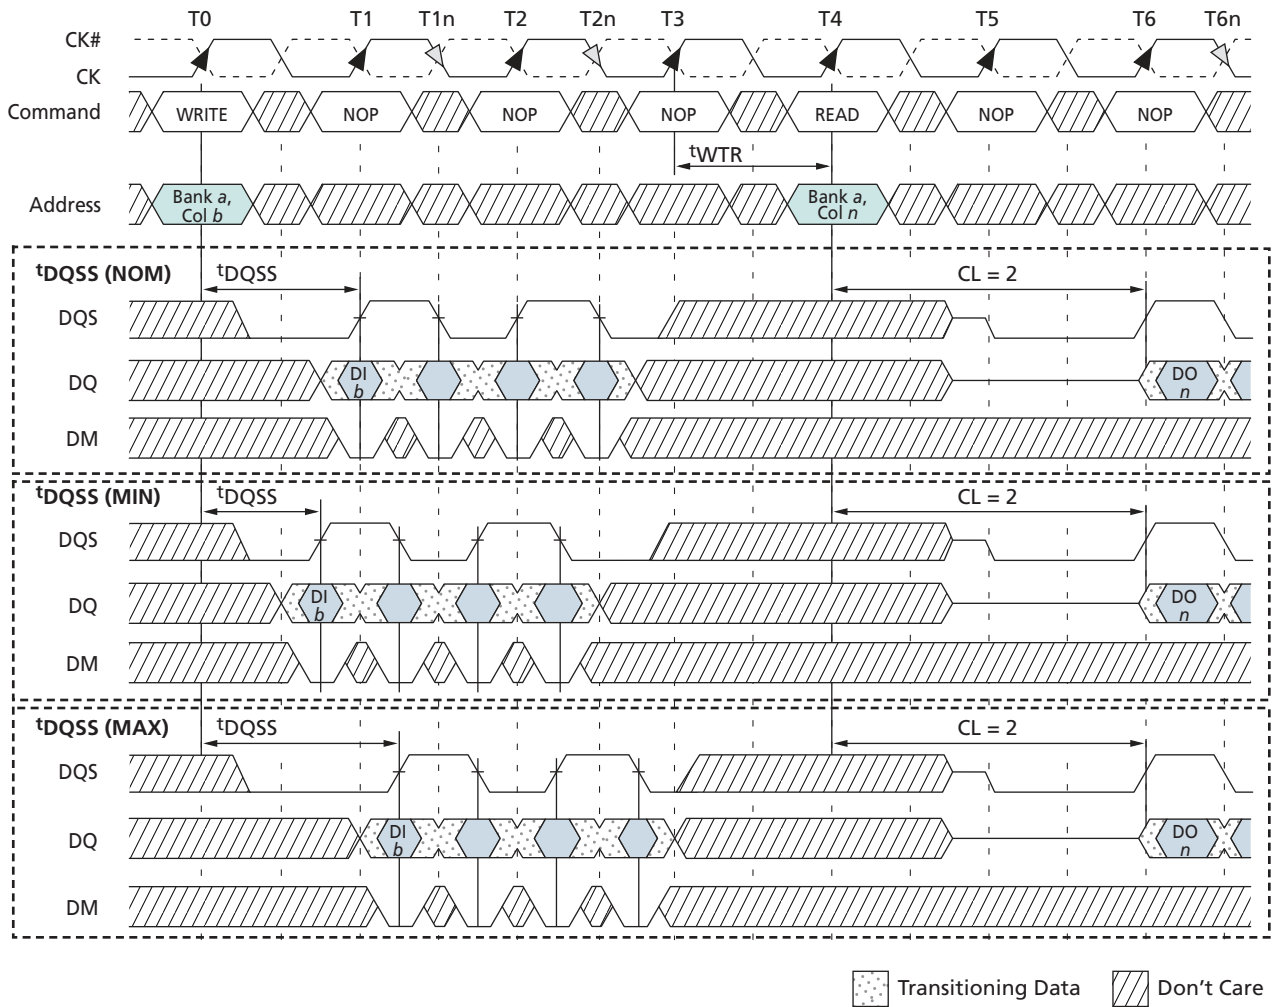 T0 T1 T1n T2 T2n T3 T4 T5 T6 T6n
CK#
CK
Command WRITE NOP NOP NOP READ NOP NOP
tWTR
Address Bank a, Col b Bank a, Col n
tDQSS (NOM) tDQSS CL = 2
DQS
DQ DI b DO n
DM
tDQSS (MIN) tDQSS CL = 2
DQS
DQ DI b DO n
DM
tDQSS (MAX) tDQSS CL = 2
DQS
DQ DI b DO n
DM
Transitioning Data Don't Care